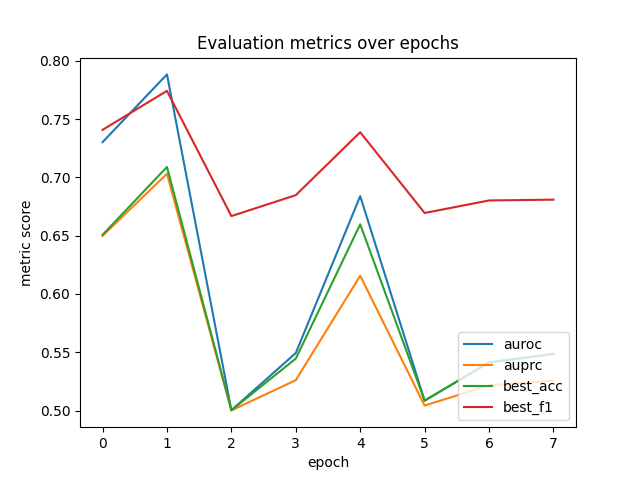 Evaluation metrics over epochs
metric score
0.80
0.75
0.70
0.65
0.60
0.55
0.50
auroc
auprc
best_acc
best_f1
0 1 2 3 4 5 6 7
epoch